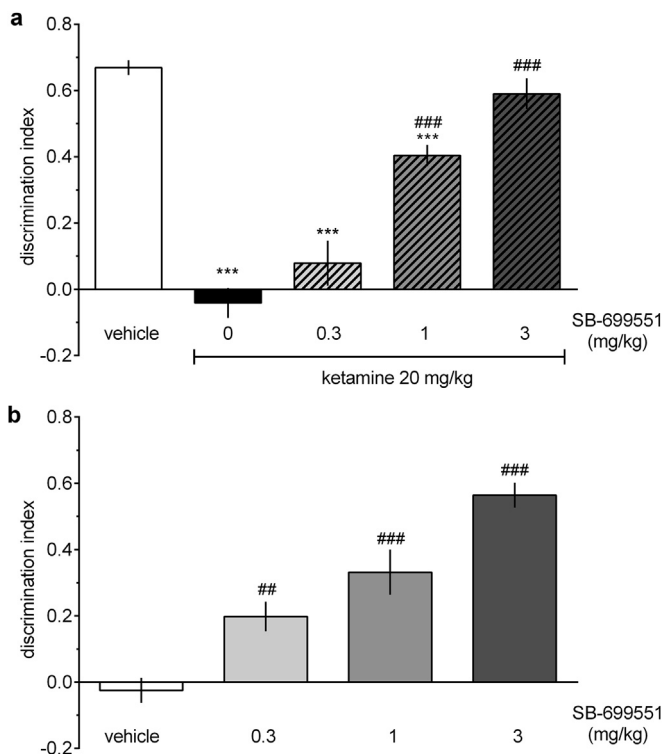 a
0.8
0.6
0.4
0.2
0.0
-0.2
discrimination index
***
***
###
***
###
vehicle 0 0.3 1 3 SB-699551
(mg/kg)
ketamine 20 mg/kg
b
0.8
0.6
0.4
0.2
0.0
-0.2
discrimination index
##
###
###
vehicle 0.3 1 3 SB-699551
(mg/kg)